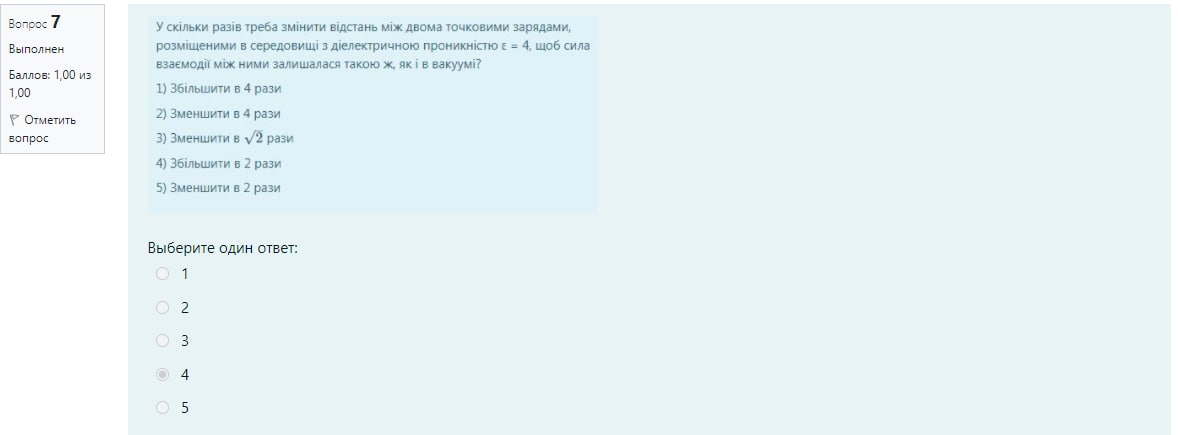 Вопрос 7
Выполнен
Баллов: 1,00 из
1,00
Отметить
вопрос
У скільки разів треба змінити відстань між двома точковими зарядами,
розміщеними в середовищі з діелектричною проникністю ε = 4, щоб сила
взаємодії між ними залишалася такою ж, як і в вакуумі?
1) Збільшити в 4 рази
2) Зменшити в 4 рази
3) Зменшити в √2 рази
4) Збільшити в 2 рази
5) Зменшити в 2 рази
Выберите один ответ:
1
2
3
4
5